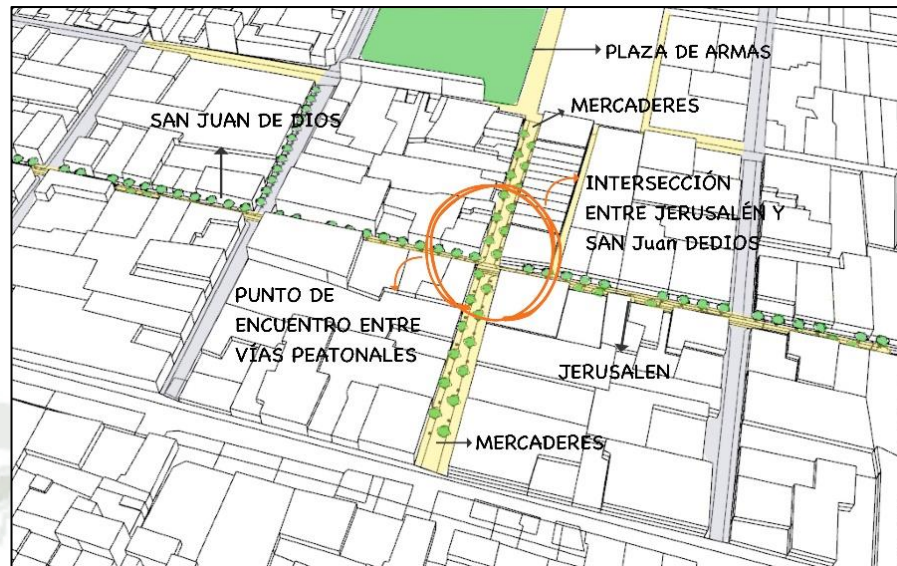 PLAZA DE ARMAS
MERCADERES
SAN JUAN DE DIOS
INTERSECCIÓN
ENTRE JERUSALÉN Y
SAN Juan DEDIOS
PUNTO DE
ENCUENTRO ENTRE
VÍAS PEATONALES
JERUSALEN
MERCADERES